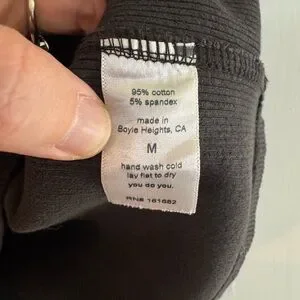 95% cotton
5% spandex
made in
Boyle Heights, CA
M
hand wash cold
lay flat to dry
you do you.
RN# 161682